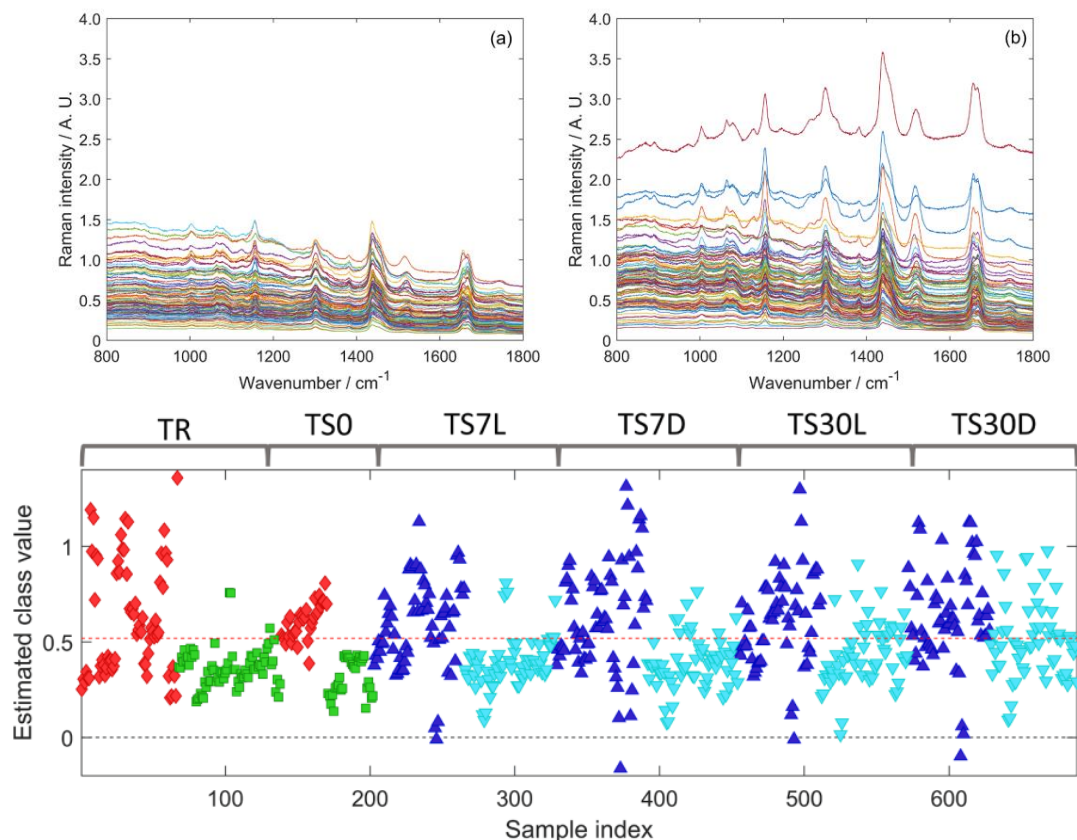 (a)
Raman intensity / A. U.
4.0
3.5
3.0
2.5
2.0
1.5
1.0
0.5
0
800 1000 1200 1400 1600 1800
Wavenumber / cm⁻¹
(b)
Raman intensity / A. U.
4.0
3.5
3.0
2.5
2.0
1.5
1.0
0.5
0
800 1000 1200 1400 1600 1800
Wavenumber / cm⁻¹
TR TS0 TS7L TS7D TS30L TS30D
Estimated class value
1
0.5
0
100 200 300 400 500 600
Sample index